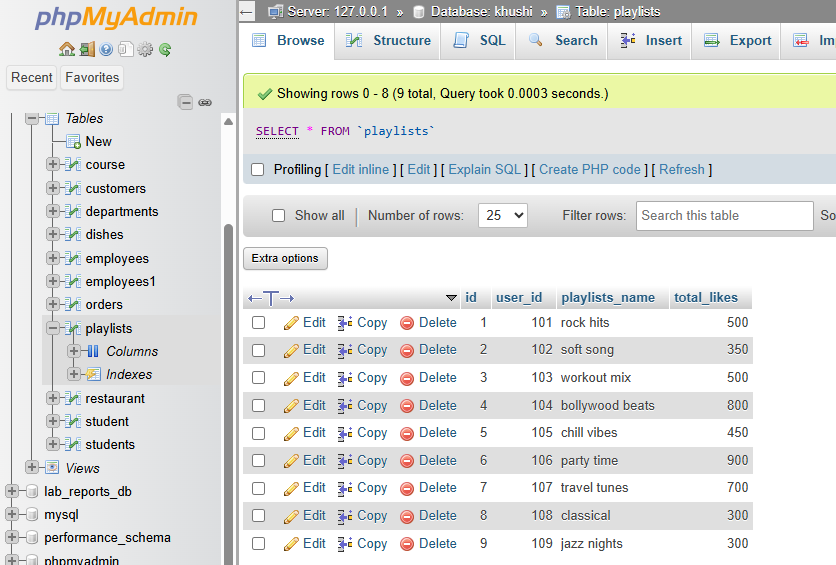 phpMyAdmin
Recent Favorites
Tables
New
course
customers
departments
dishes
employees
employees1
orders
playlists
Columns
Indexes
restaurant
student
students
Views
lab_reports_db
mysql
performance_schema
phpmyadmin
Server: 127.0.0.1 » Database: khushi » Table: playlists
Browse Structure SQL Search Insert Export Im
Showing rows 0 - 8 (9 total, Query took 0.0003 seconds.)
SELECT * FROM `playlists`
Profiling [ Edit inline ] [ Edit ] [ Explain SQL ] [ Create PHP code ] [ Refresh ]
Show all | Number of rows: 25 Filter rows: Search this table So
Extra options
id user_id playlists_name total_likes
Edit Copy Delete 1 101 rock hits 500
Edit Copy Delete 2 102 soft song 350
Edit Copy Delete 3 103 workout mix 500
Edit Copy Delete 4 104 bollywood beats 800
Edit Copy Delete 5 105 chill vibes 450
Edit Copy Delete 6 106 party time 900
Edit Copy Delete 7 107 travel tunes 700
Edit Copy Delete 8 108 classical 300
Edit Copy Delete 9 109 jazz nights 300